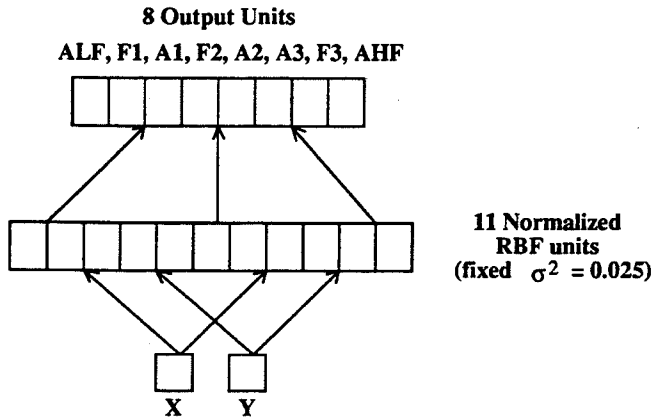 8 Output Units
ALF, F1, A1, F2, A2, A3, F3, AHF
11 Normalized
RBF units
(fixed σ² = 0.025)
X Y